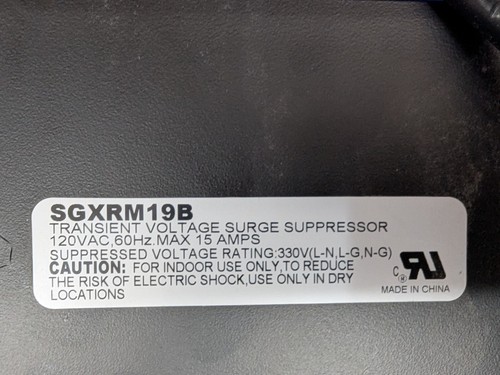 SGXRM19B
TRANSIENT VOLTAGE SURGE SUPPRESSOR
120VAC,60Hz.MAX 15 AMPS
SUPPRESSED VOLTAGE RATING:330V(L-N,L-G,N-G)
CAUTION: FOR INDOOR USE ONLY,TO REDUCE
THE RISK OF ELECTRIC SHOCK,USE ONLY IN DRY
LOCATIONS
C RU ®
MADE IN CHINA